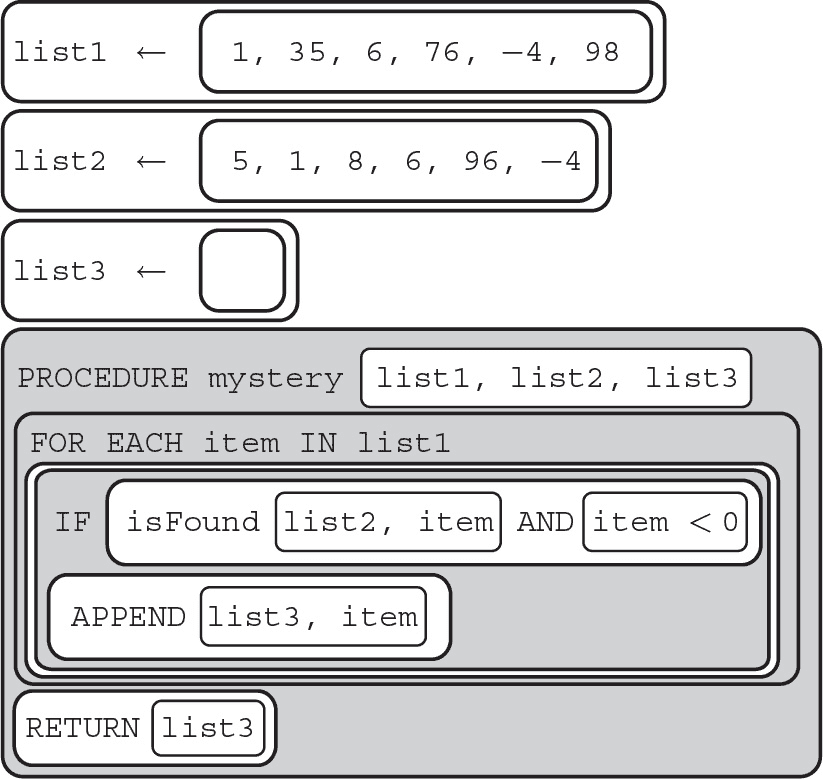 list1 ← 1, 35, 6, 76, −4, 98
list2 ← 5, 1, 8, 6, 96, −4
list3 ←
PROCEDURE mystery list1, list2, list3
FOR EACH item IN list1
IF isFound list2, item AND item < 0
APPEND list3, item
RETURN list3